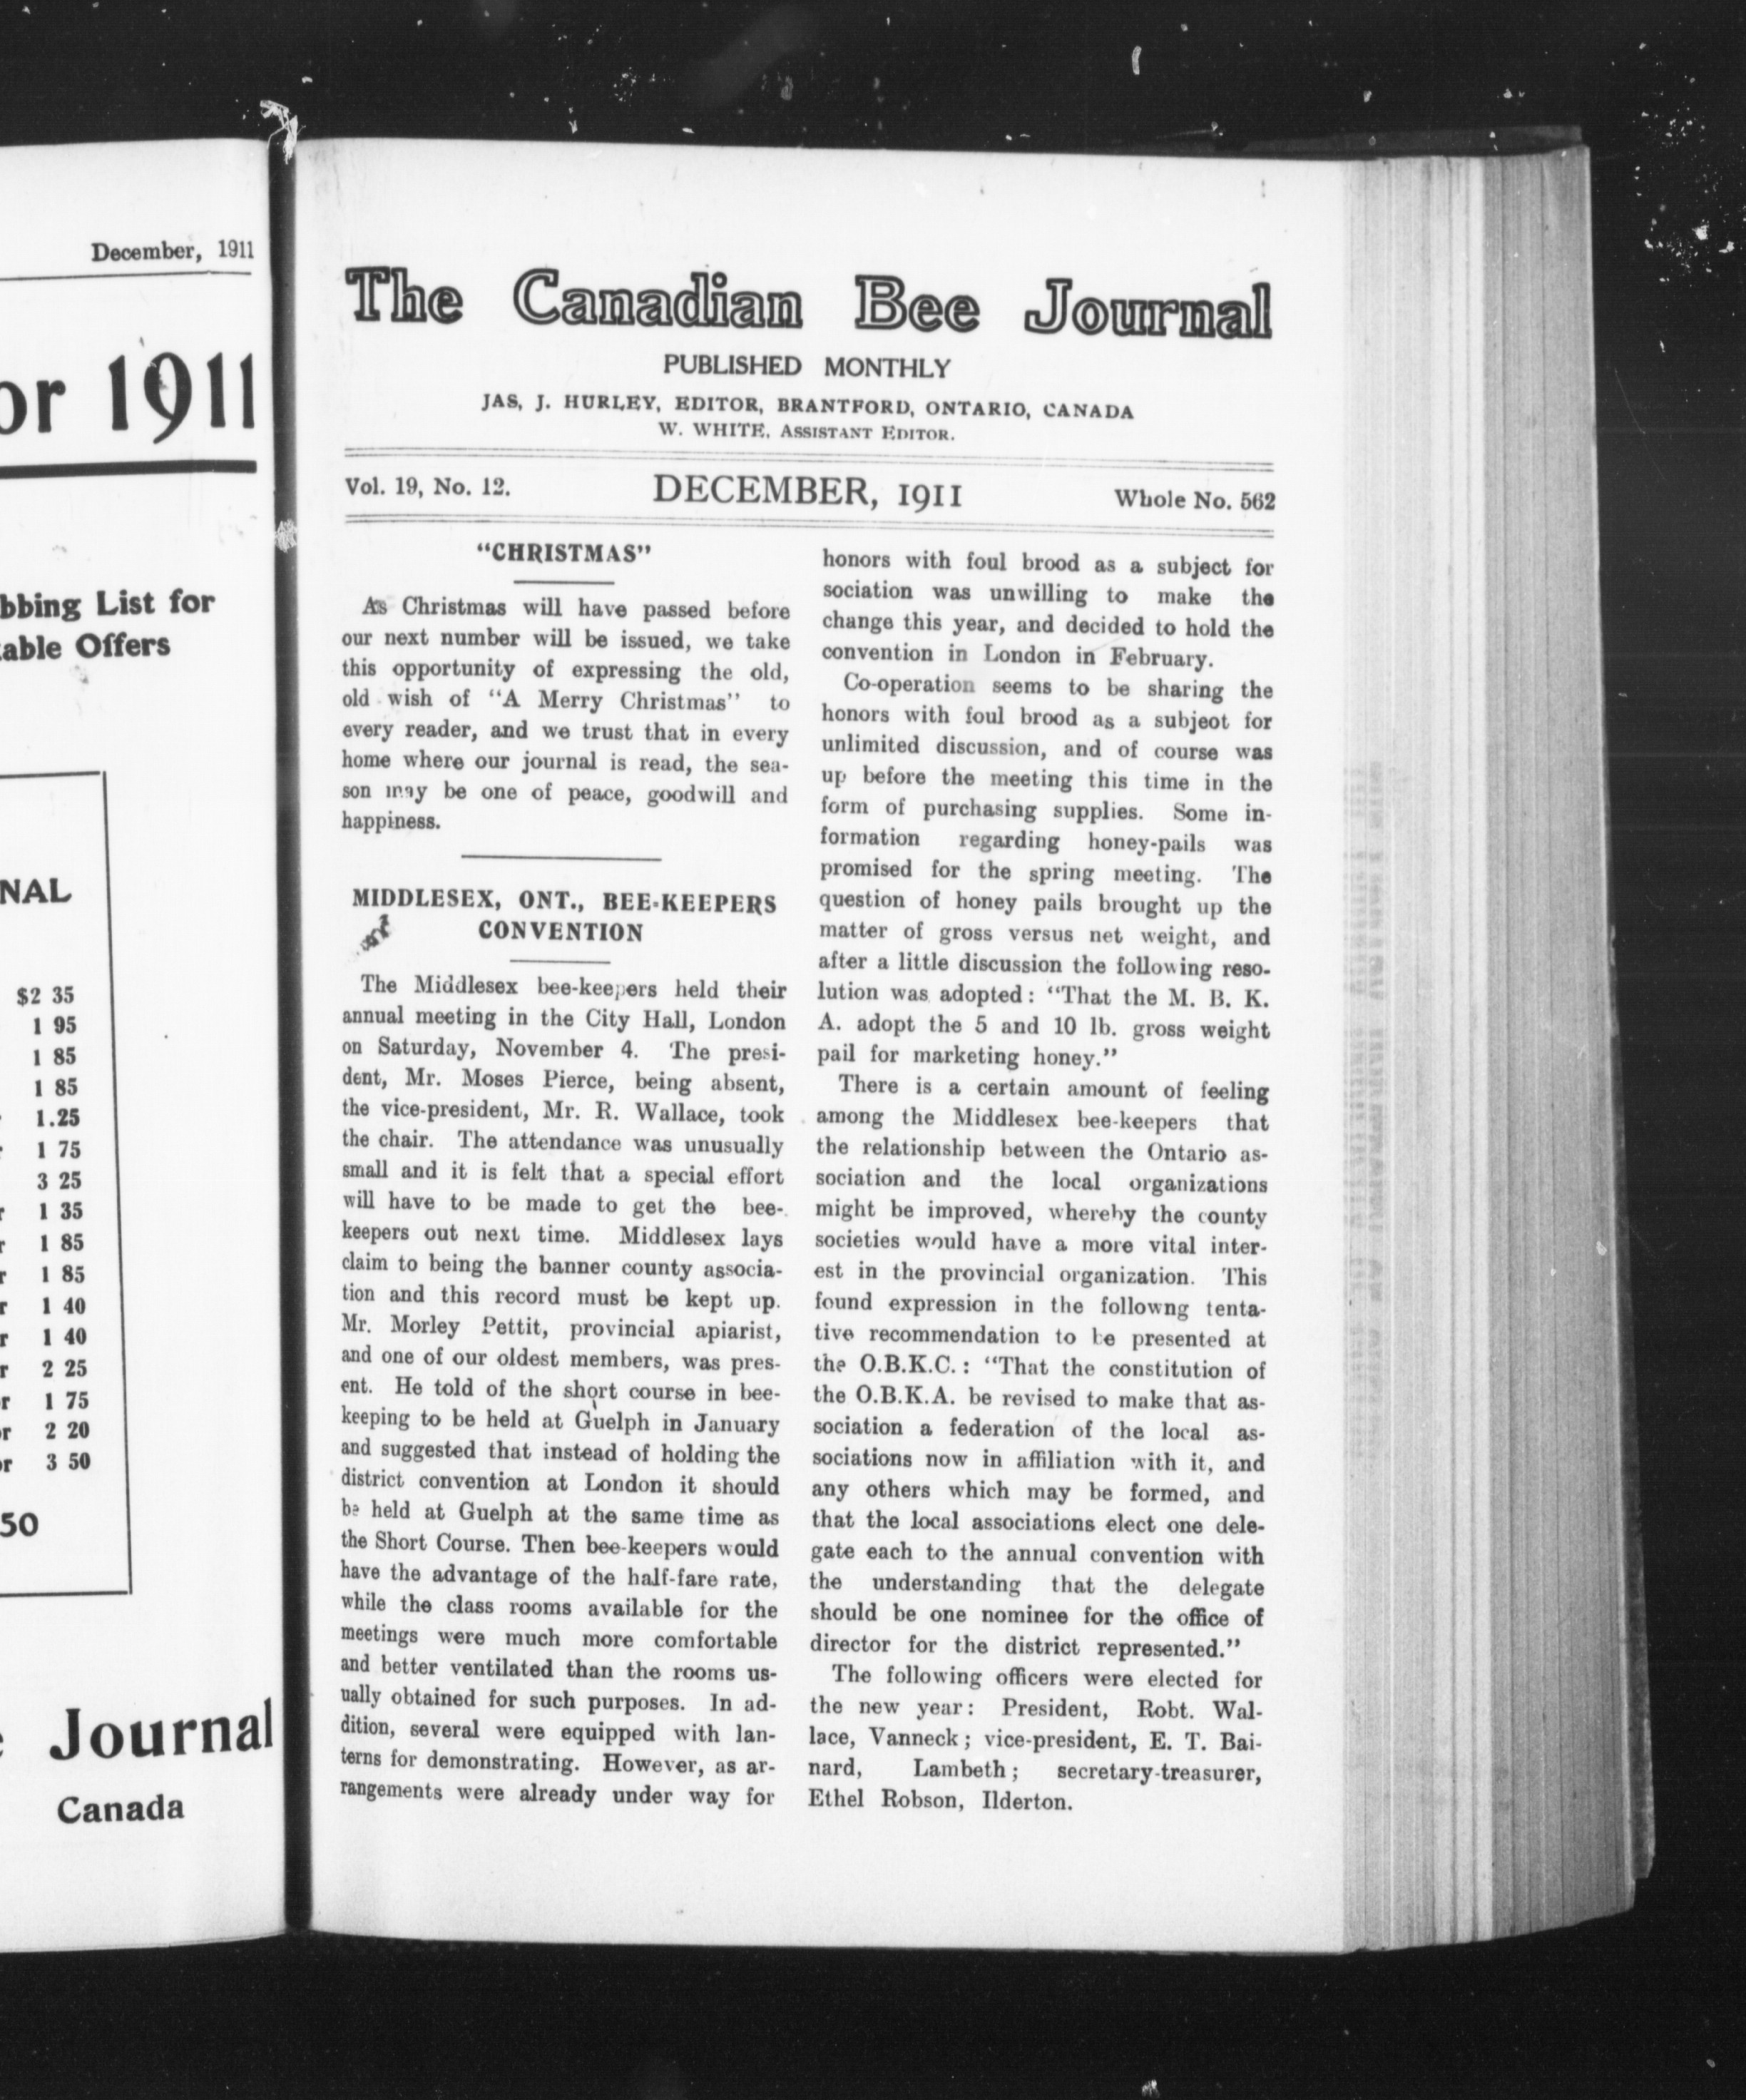 December, 1911
or 1911
bbing List for
able Offers
NAL
$2 35
1 95
1 85
1 85
1.25
1 75
3 25
r 1 35
r 1 85
r 1 85
r 1 40
r 1 40
r 2 25
r 1 75
or 2 20
or 3 50
50
Journal
Canada
The Canadian Bee Journal
PUBLISHED MONTHLY
JAS, J. HURLEY, EDITOR, BRANTFORD, ONTARIO, CANADA
W. WHITE, ASSISTANT EDITOR.
Vol. 19, No. 12. DECEMBER, 1911 Whole No. 562
"CHRISTMAS"
As Christmas will have passed before
our next number will be issued, we take
this opportunity of expressing the old,
old wish of "A Merry Christmas" to
every reader, and we trust that in every
home where our journal is read, the sea-
son may be one of peace, goodwill and
happiness.
MIDDLESEX, ONT., BEE-KEEPERS
CONVENTION
The Middlesex bee-keepers held their
annual meeting in the City Hall, London
on Saturday, November 4. The presi-
dent, Mr. Moses Pierce, being absent,
the vice-president, Mr. R. Wallace, took
the chair. The attendance was unusually
small and it is felt that a special effort
will have to be made to get the bee-
keepers out next time. Middlesex lays
claim to being the banner county associa-
tion and this record must be kept up.
Mr. Morley Pettit, provincial apiarist,
and one of our oldest members, was pres-
ent. He told of the short course in bee-
keeping to be held at Guelph in January
and suggested that instead of holding the
district convention at London it should
be held at Guelph at the same time as
the Short Course. Then bee-keepers would
have the advantage of the half-fare rate,
while the class rooms available for the
meetings were much more comfortable
and better ventilated than the rooms us-
ually obtained for such purposes. In ad-
dition, several were equipped with lan-
terns for demonstrating. However, as ar-
rangements were already under way for
honors with foul brood as a subject for
sociation was unwilling to make the
change this year, and decided to hold the
convention in London in February.
Co-operation seems to be sharing the
honors with foul brood as a subjeot for
unlimited discussion, and of course was
up before the meeting this time in the
form of purchasing supplies. Some in-
formation regarding honey-pails was
promised for the spring meeting. The
question of honey pails brought up the
matter of gross versus net weight, and
after a little discussion the following reso-
lution was adopted: "That the M. B. K.
A. adopt the 5 and 10 lb. gross weight
pail for marketing honey."
There is a certain amount of feeling
among the Middlesex bee-keepers that
the relationship between the Ontario as-
sociation and the local organizations
might be improved, whereby the county
societies would have a more vital inter-
est in the provincial organization. This
found expression in the followng tenta-
tive recommendation to be presented at
the O.B.K.C.: "That the constitution of
the O.B.K.A. be revised to make that as-
sociation a federation of the local as-
sociations now in affiliation with it, and
any others which may be formed, and
that the local associations elect one dele-
gate each to the annual convention with
the understanding that the delegate
should be one nominee for the office of
director for the district represented."
The following officers were elected for
the new year: President, Robt. Wal-
lace, Vanneck; vice-president, E. T. Bai-
nard, Lambeth; secretary-treasurer,
Ethel Robson, Ilderton.